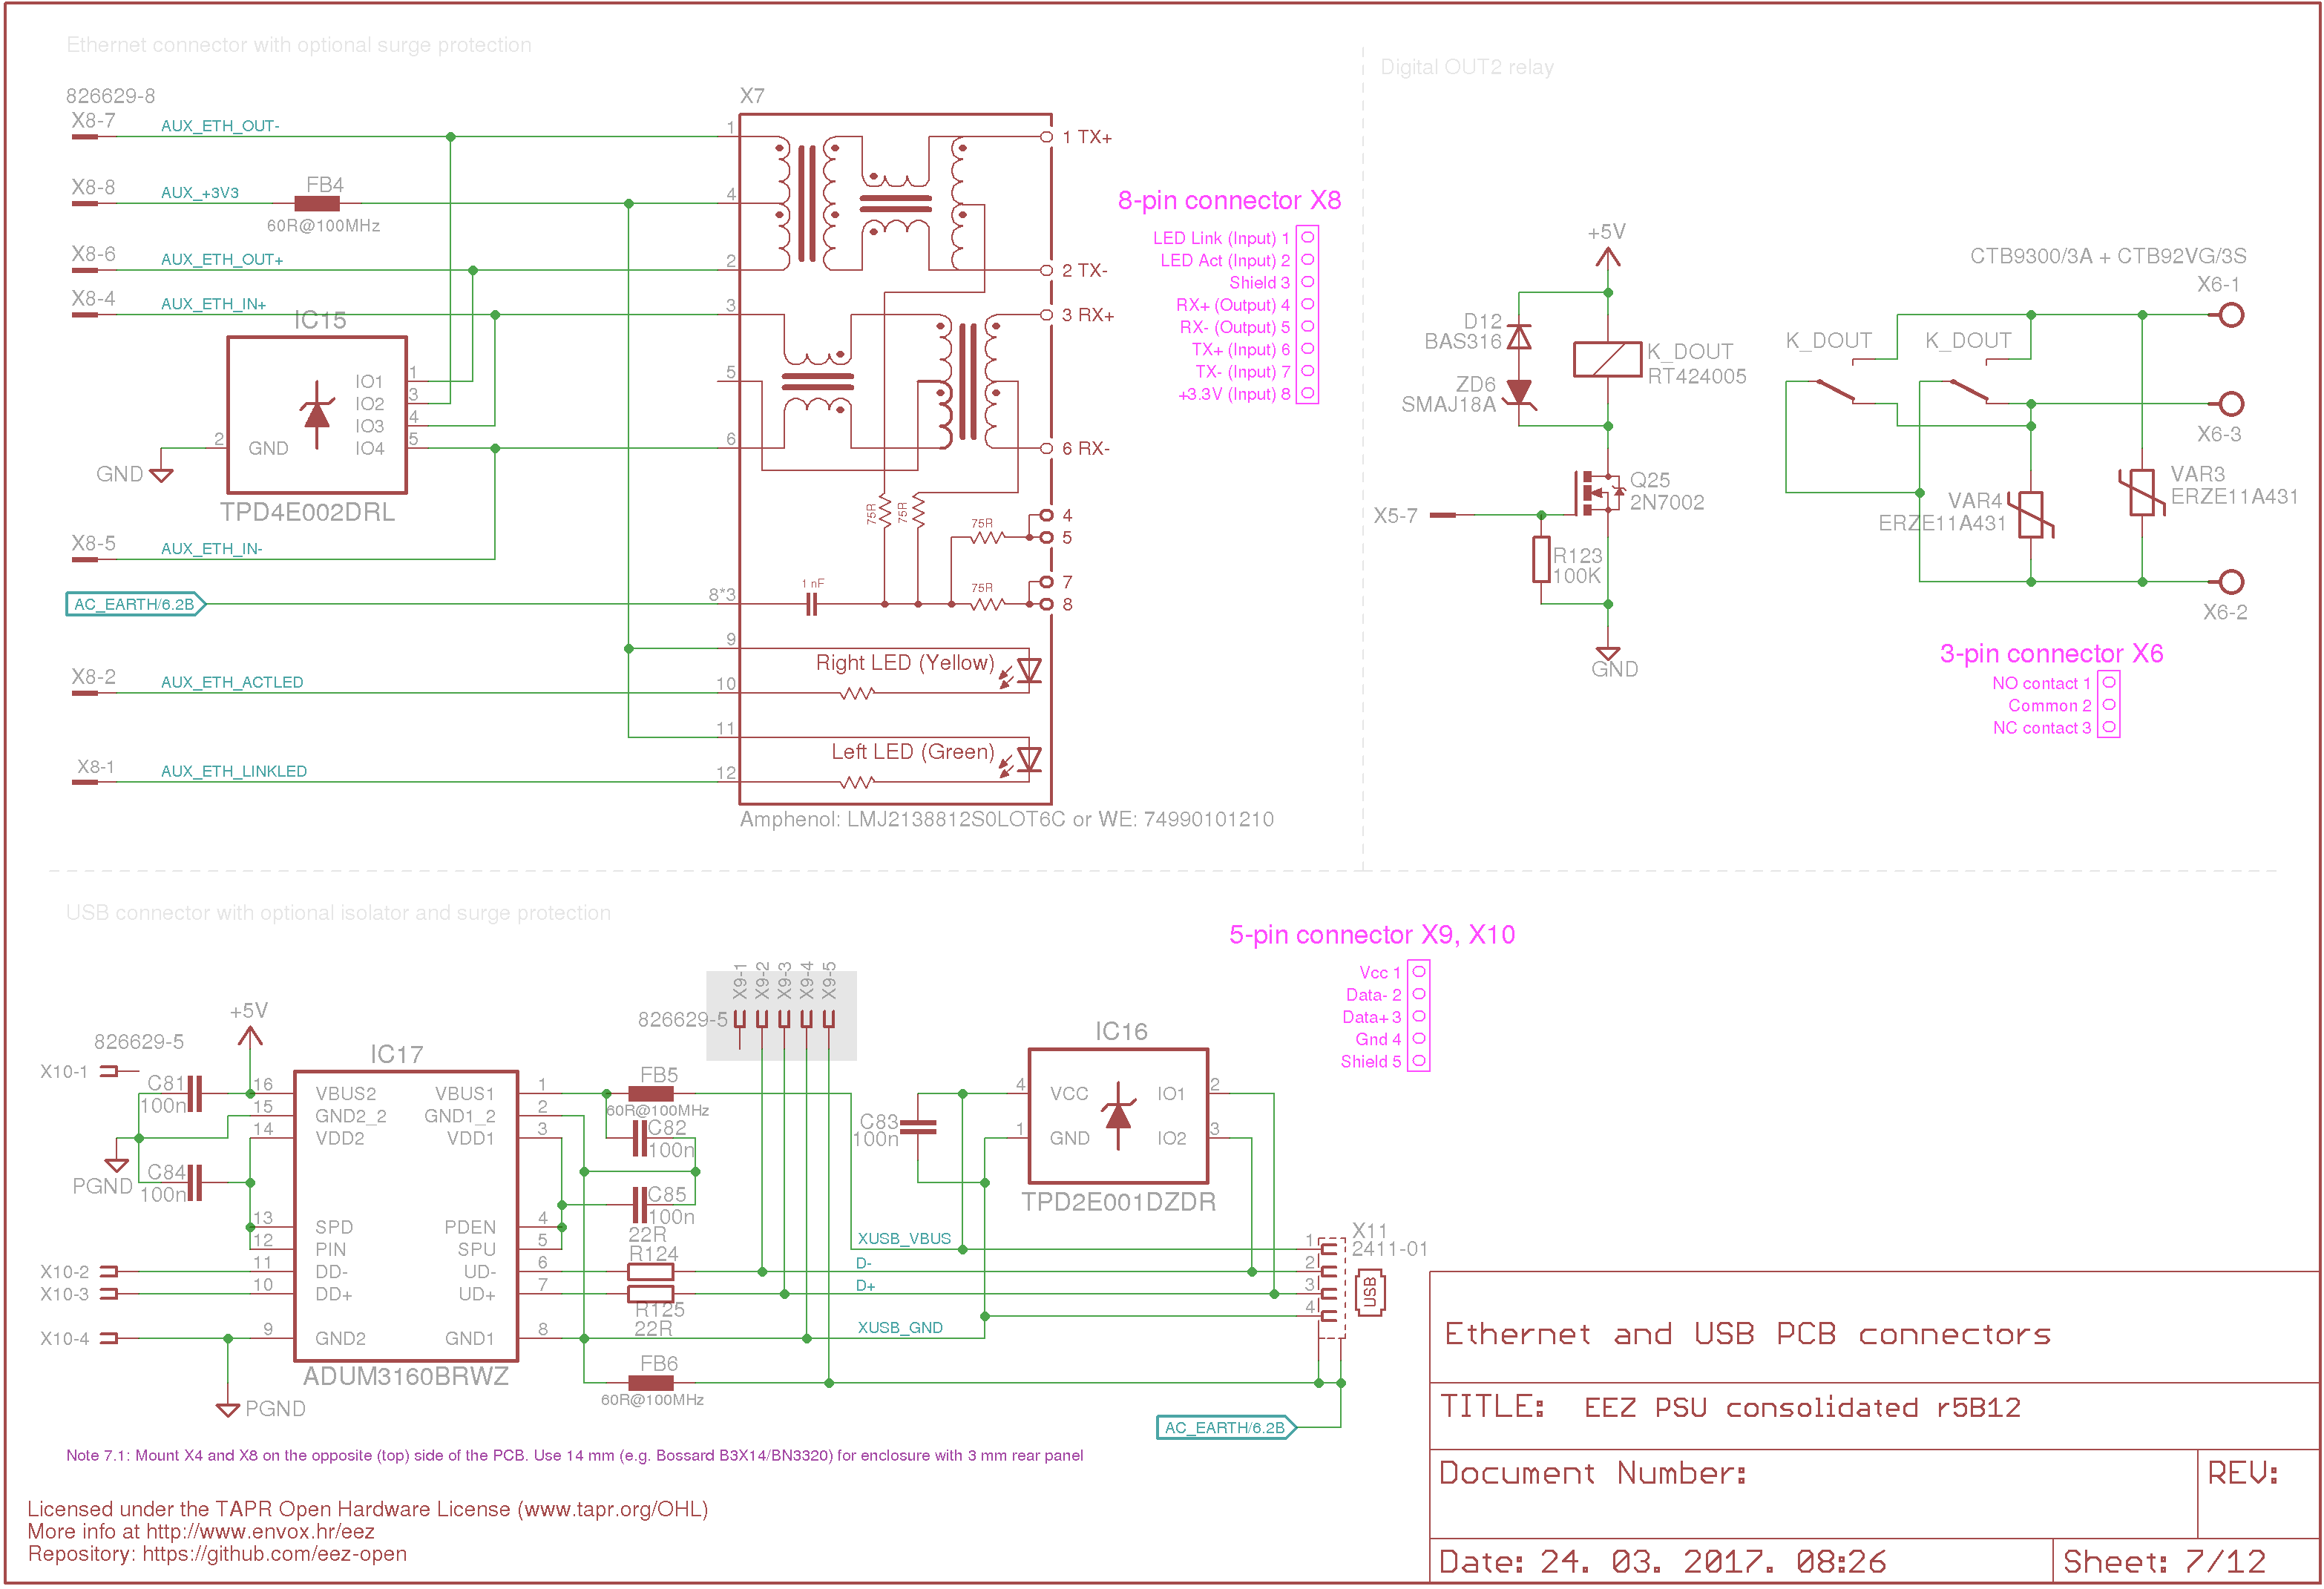 Ethernet connector with optional surge protection
826629-8
X8-7
AUX_ETH_OUT-
X8-8
AUX_+3V3
FB4
60R@100MHz
X8-6
AUX_ETH_OUT+
X8-4
AUX_ETH_IN+
IC15
IO1
IO2
IO3
IO4
GND
1
3
4
5
2
GND
TPD4E002DRL
X8-5
AUX_ETH_IN-
AC_EARTH/6.2B
X8-2
AUX_ETH_ACTLED
X8-1
AUX_ETH_LINKLED
X7
1
4
2
3
5
6
8*3
9
10
11
12
1 TX+
2 TX-
3 RX+
6 RX-
75R
75R
75R
4
5
1 nF
75R
7
8
Right LED (Yellow)
Left LED (Green)
Amphenol: LMJ2138812S0LOT6C or WE: 74990101210
8-pin connector X8
LED Link (Input) 1
LED Act (Input) 2
Shield 3
RX+ (Output) 4
RX- (Output) 5
TX+ (Input) 6
TX- (Input) 7
+3.3V (Input) 8
Digital OUT2 relay
+5V
D12
BAS316
ZD6
SMAJ18A
K_DOUT
RT424005
Q25
2N7002
X5-7
R123
100K
GND
CTB9300/3A + CTB92VG/3S
X6-1
K_DOUT
K_DOUT
X6-3
VAR3
ERZE11A431
VAR4
ERZE11A431
X6-2
3-pin connector X6
NO contact 1
Common 2
NC contact 3
USB connector with optional isolator and surge protection
5-pin connector X9, X10
Vcc 1
Data- 2
Data+ 3
Gnd 4
Shield 5
X9-1
X9-2
X9-3
X9-4
X9-5
826629-5
+5V
826629-5
X10-1
C81
100n
C84
100n
PGND
IC17
16
15
14
13
12
11
10
9
VBUS2
GND2_2
VDD2
SPD
PIN
DD-
DD+
GND2
VBUS1
GND1_2
VDD1
PDEN
SPU
UD-
UD+
GND1
1
2
3
4
5
6
7
8
ADUM3160BRWZ
X10-2
X10-3
X10-4
PGND
FB5
60R@100MHz
C82
100n
C85
100n
22R
R124
R125
22R
FB6
60R@100MHz
C83
100n
IC16
4
1
VCC
GND
IO1
IO2
2
3
TPD2E001DZDR
XUSB_VBUS
D-
D+
XUSB_GND
X11
2411-01
1
2
3
4
USB
AC_EARTH/6.2B
Note 7.1: Mount X4 and X8 on the opposite (top) side of the PCB. Use 14 mm (e.g. Bossard B3X14/BN3320) for enclosure with 3 mm rear panel
Licensed under the TAPR Open Hardware License (www.tapr.org/OHL)
More info at http://www.envox.hr/eez
Repository: https://github.com/eez-open
Ethernet and USB PCB connectors
TITLE: EEZ PSU consolidated r5B12
Document Number:
REV:
Date: 24. 03. 2017. 08:26
Sheet: 7/12